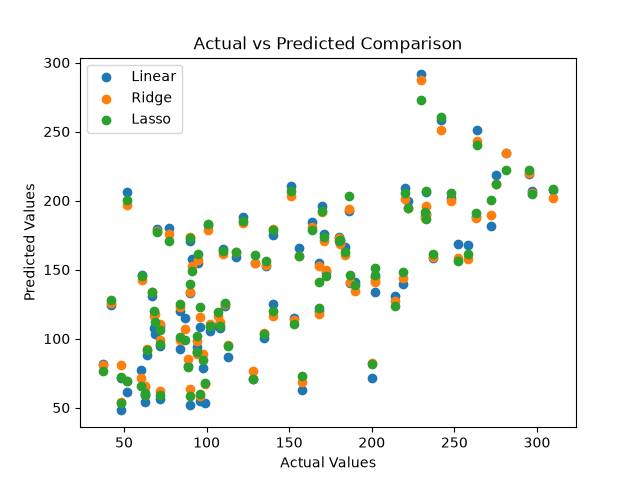 Actual vs Predicted Comparison
Linear
Ridge
Lasso
300
250
200
150
100
50
Predicted Values
50 100 150 200 250 300
Actual Values